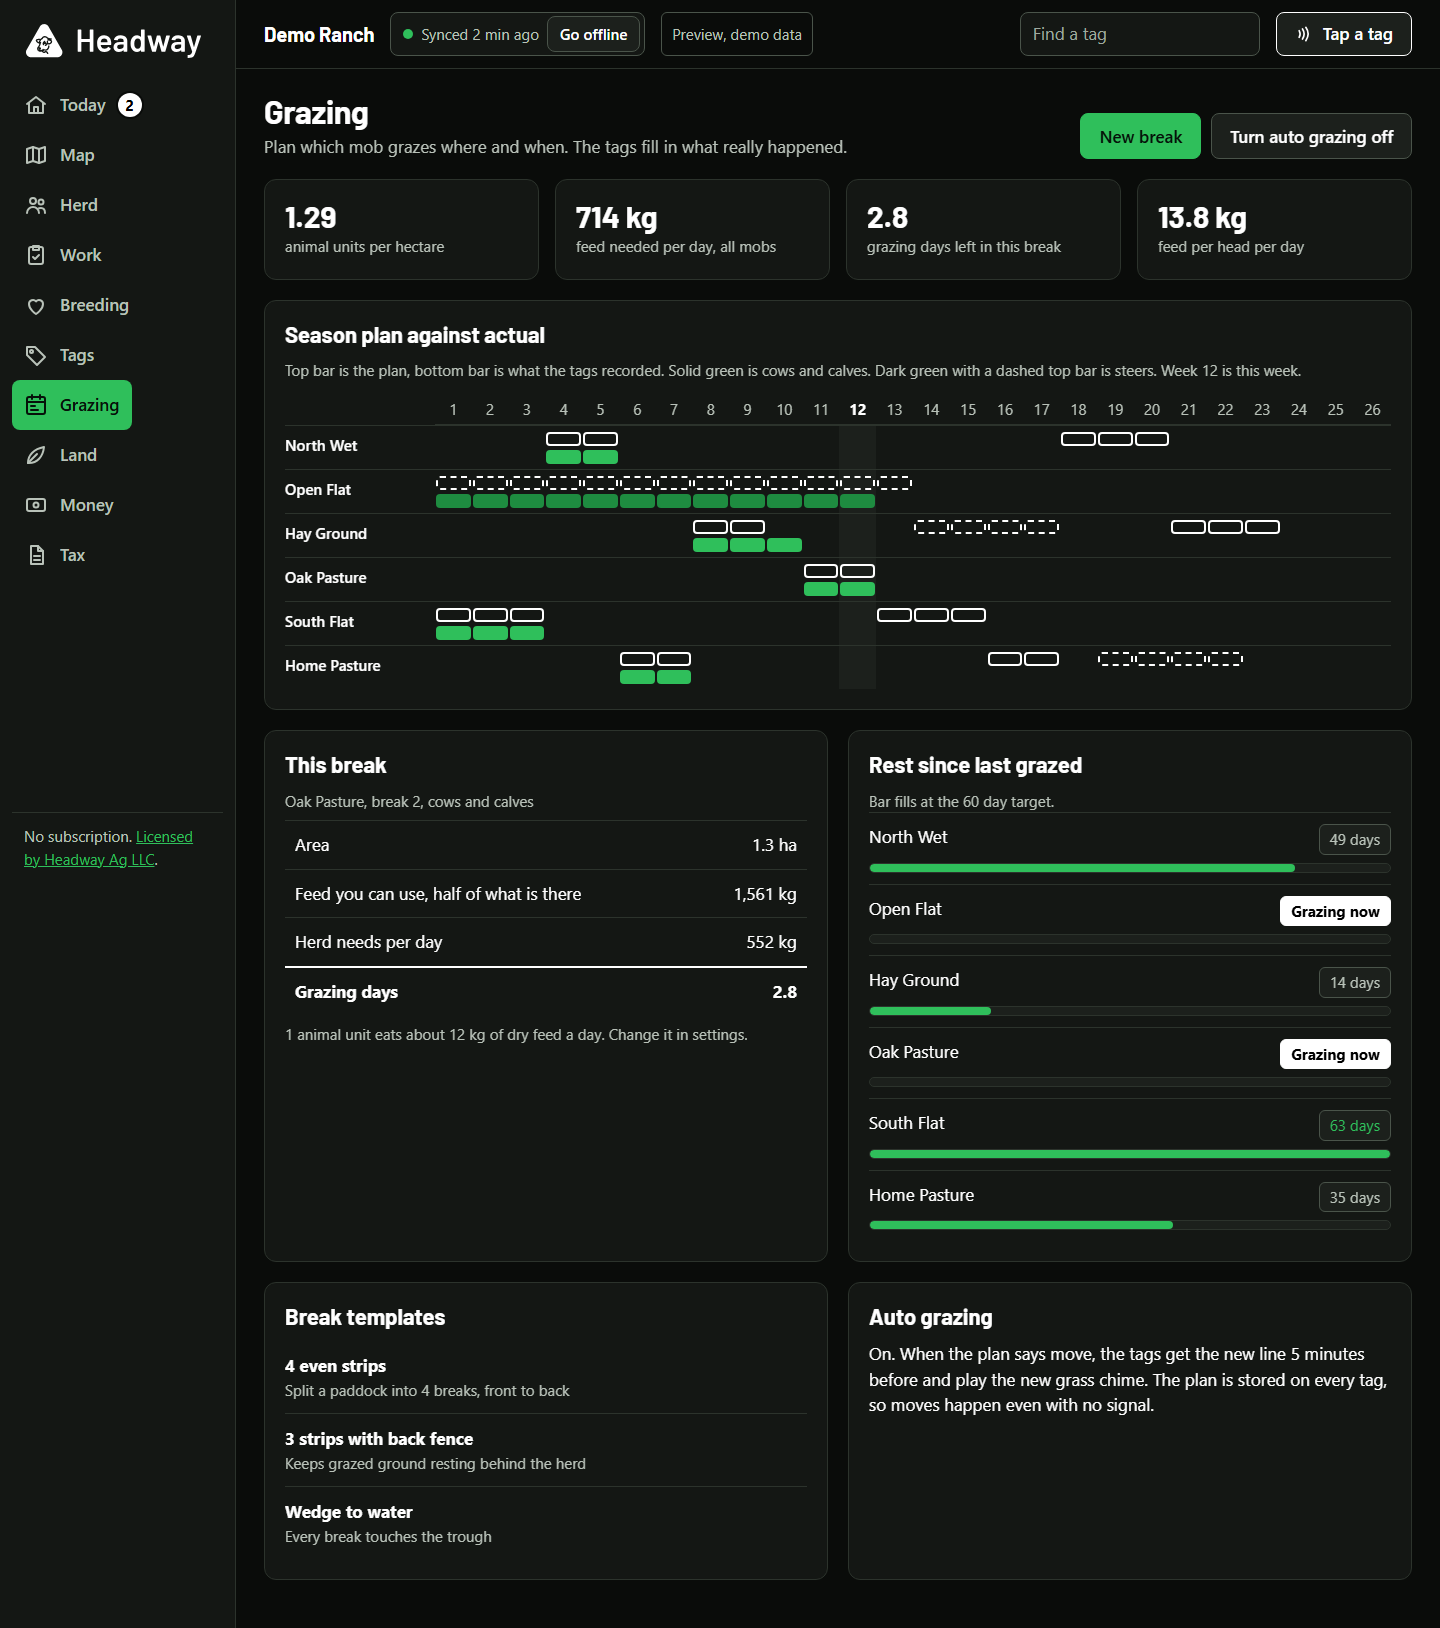 Headway
Today 2
Map
Herd
Work
Breeding
Tags
Grazing
Land
Money
Tax
No subscription. Licensed
by Headway Ag LLC.
Demo Ranch
Synced 2 min ago
Go offline
Preview, demo data
Find a tag
Tap a tag
Grazing
Plan which mob grazes where and when. The tags fill in what really happened.
New break
Turn auto grazing off
1.29
animal units per hectare
714 kg
feed needed per day, all mobs
2.8
grazing days left in this break
13.8 kg
feed per head per day
Season plan against actual
Top bar is the plan, bottom bar is what the tags recorded. Solid green is cows and calves. Dark green with a dashed top bar is steers. Week 12 is this week.
1 2 3 4 5 6 7 8 9 10 11 12 13 14 15 16 17 18 19 20 21 22 23 24 25 26
North Wet
Open Flat
Hay Ground
Oak Pasture
South Flat
Home Pasture
This break
Oak Pasture, break 2, cows and calves
Area 1.3 ha
Feed you can use, half of what is there 1,561 kg
Herd needs per day 552 kg
Grazing days 2.8
1 animal unit eats about 12 kg of dry feed a day. Change it in settings.
Rest since last grazed
Bar fills at the 60 day target.
North Wet 49 days
Open Flat Grazing now
Hay Ground 14 days
Oak Pasture Grazing now
South Flat 63 days
Home Pasture 35 days
Break templates
4 even strips
Split a paddock into 4 breaks, front to back
3 strips with back fence
Keeps grazed ground resting behind the herd
Wedge to water
Every break touches the trough
Auto grazing
On. When the plan says move, the tags get the new line 5 minutes
before and play the new grass chime. The plan is stored on every tag,
so moves happen even with no signal.